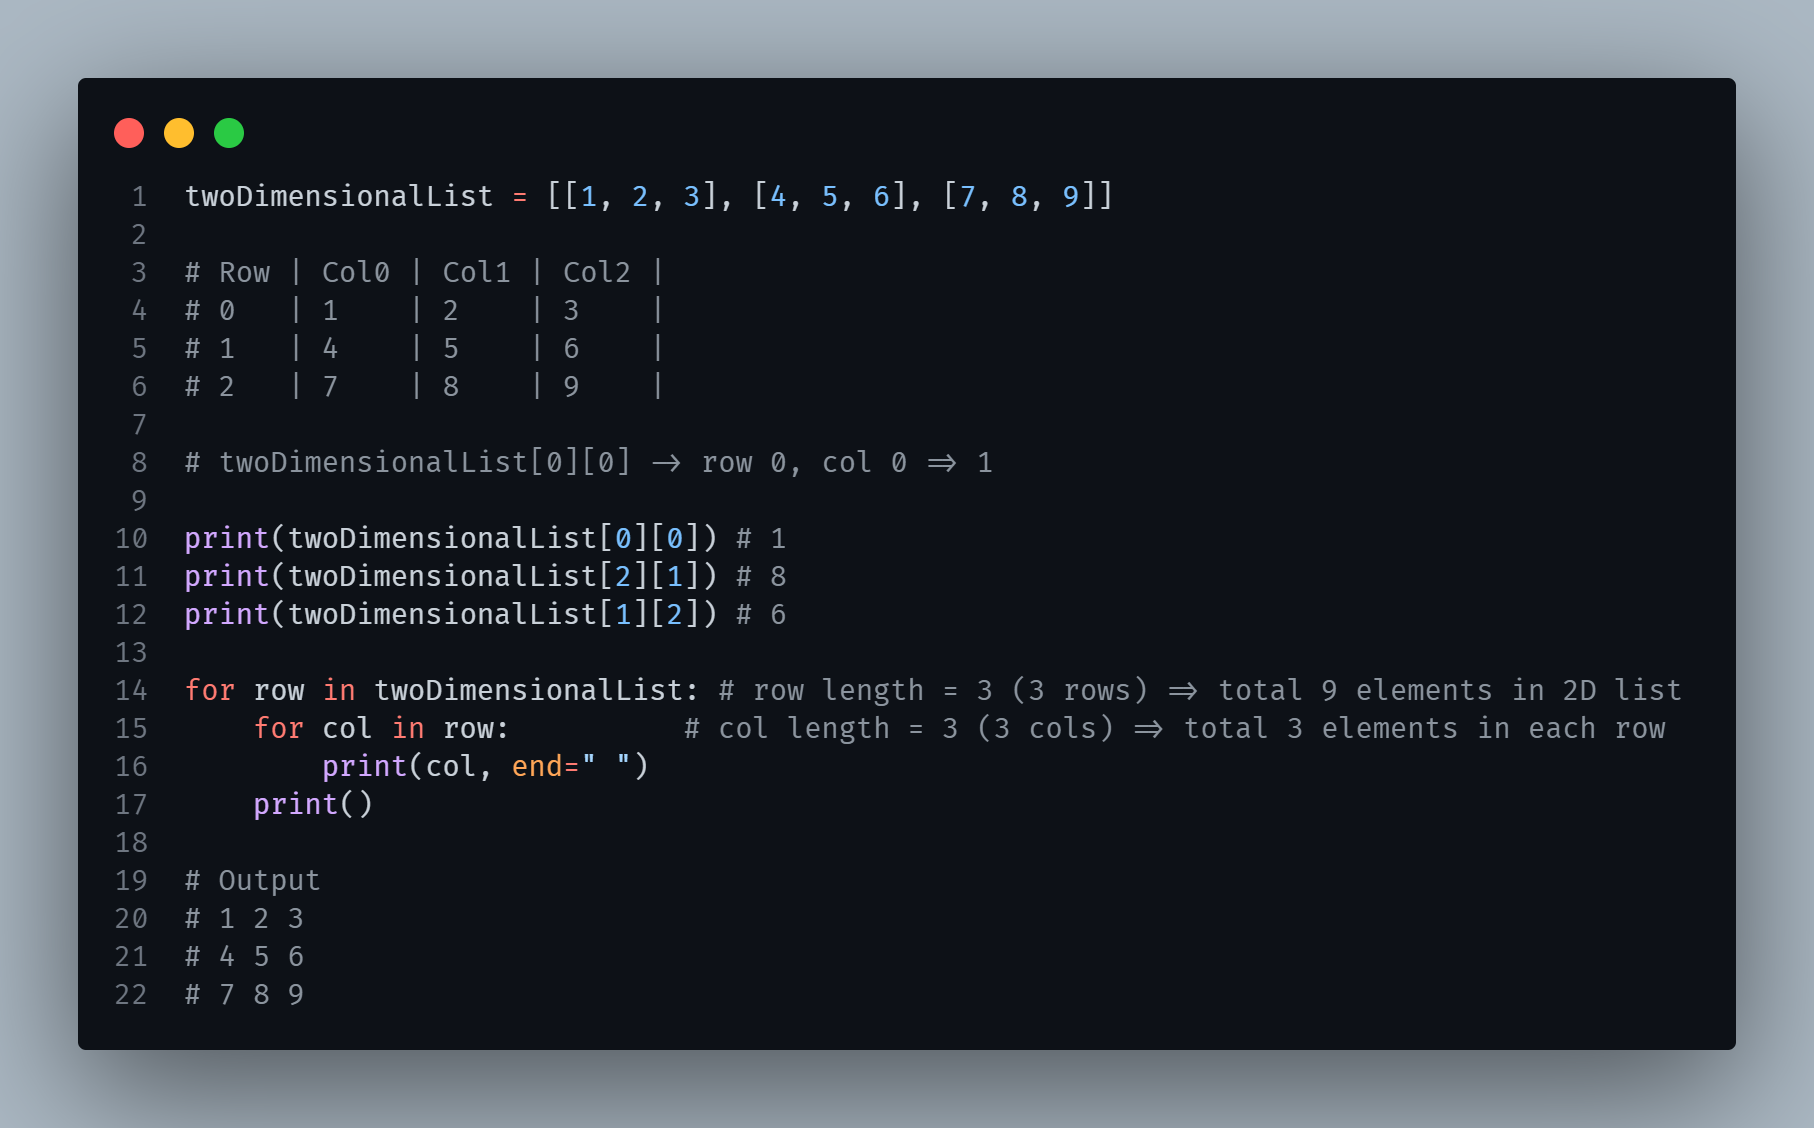 1 twoDimensionalList = [[1, 2, 3], [4, 5, 6], [7, 8, 9]]
2
3 # Row | Col0 | Col1 | Col2 |
4 # 0   | 1    | 2    | 3    |
5 # 1   | 4    | 5    | 6    |
6 # 2   | 7    | 8    | 9    |
7
8 # twoDimensionalList[0][0] -> row 0, col 0 => 1
9
10 print(twoDimensionalList[0][0]) # 1
11 print(twoDimensionalList[2][1]) # 8
12 print(twoDimensionalList[1][2]) # 6
13
14 for row in twoDimensionalList: # row length = 3 (3 rows) => total 9 elements in 2D list
15     for col in row:          # col length = 3 (3 cols) => total 3 elements in each row
16         print(col, end=" ")
17     print()
18
19 # Output
20 # 1 2 3
21 # 4 5 6
22 # 7 8 9